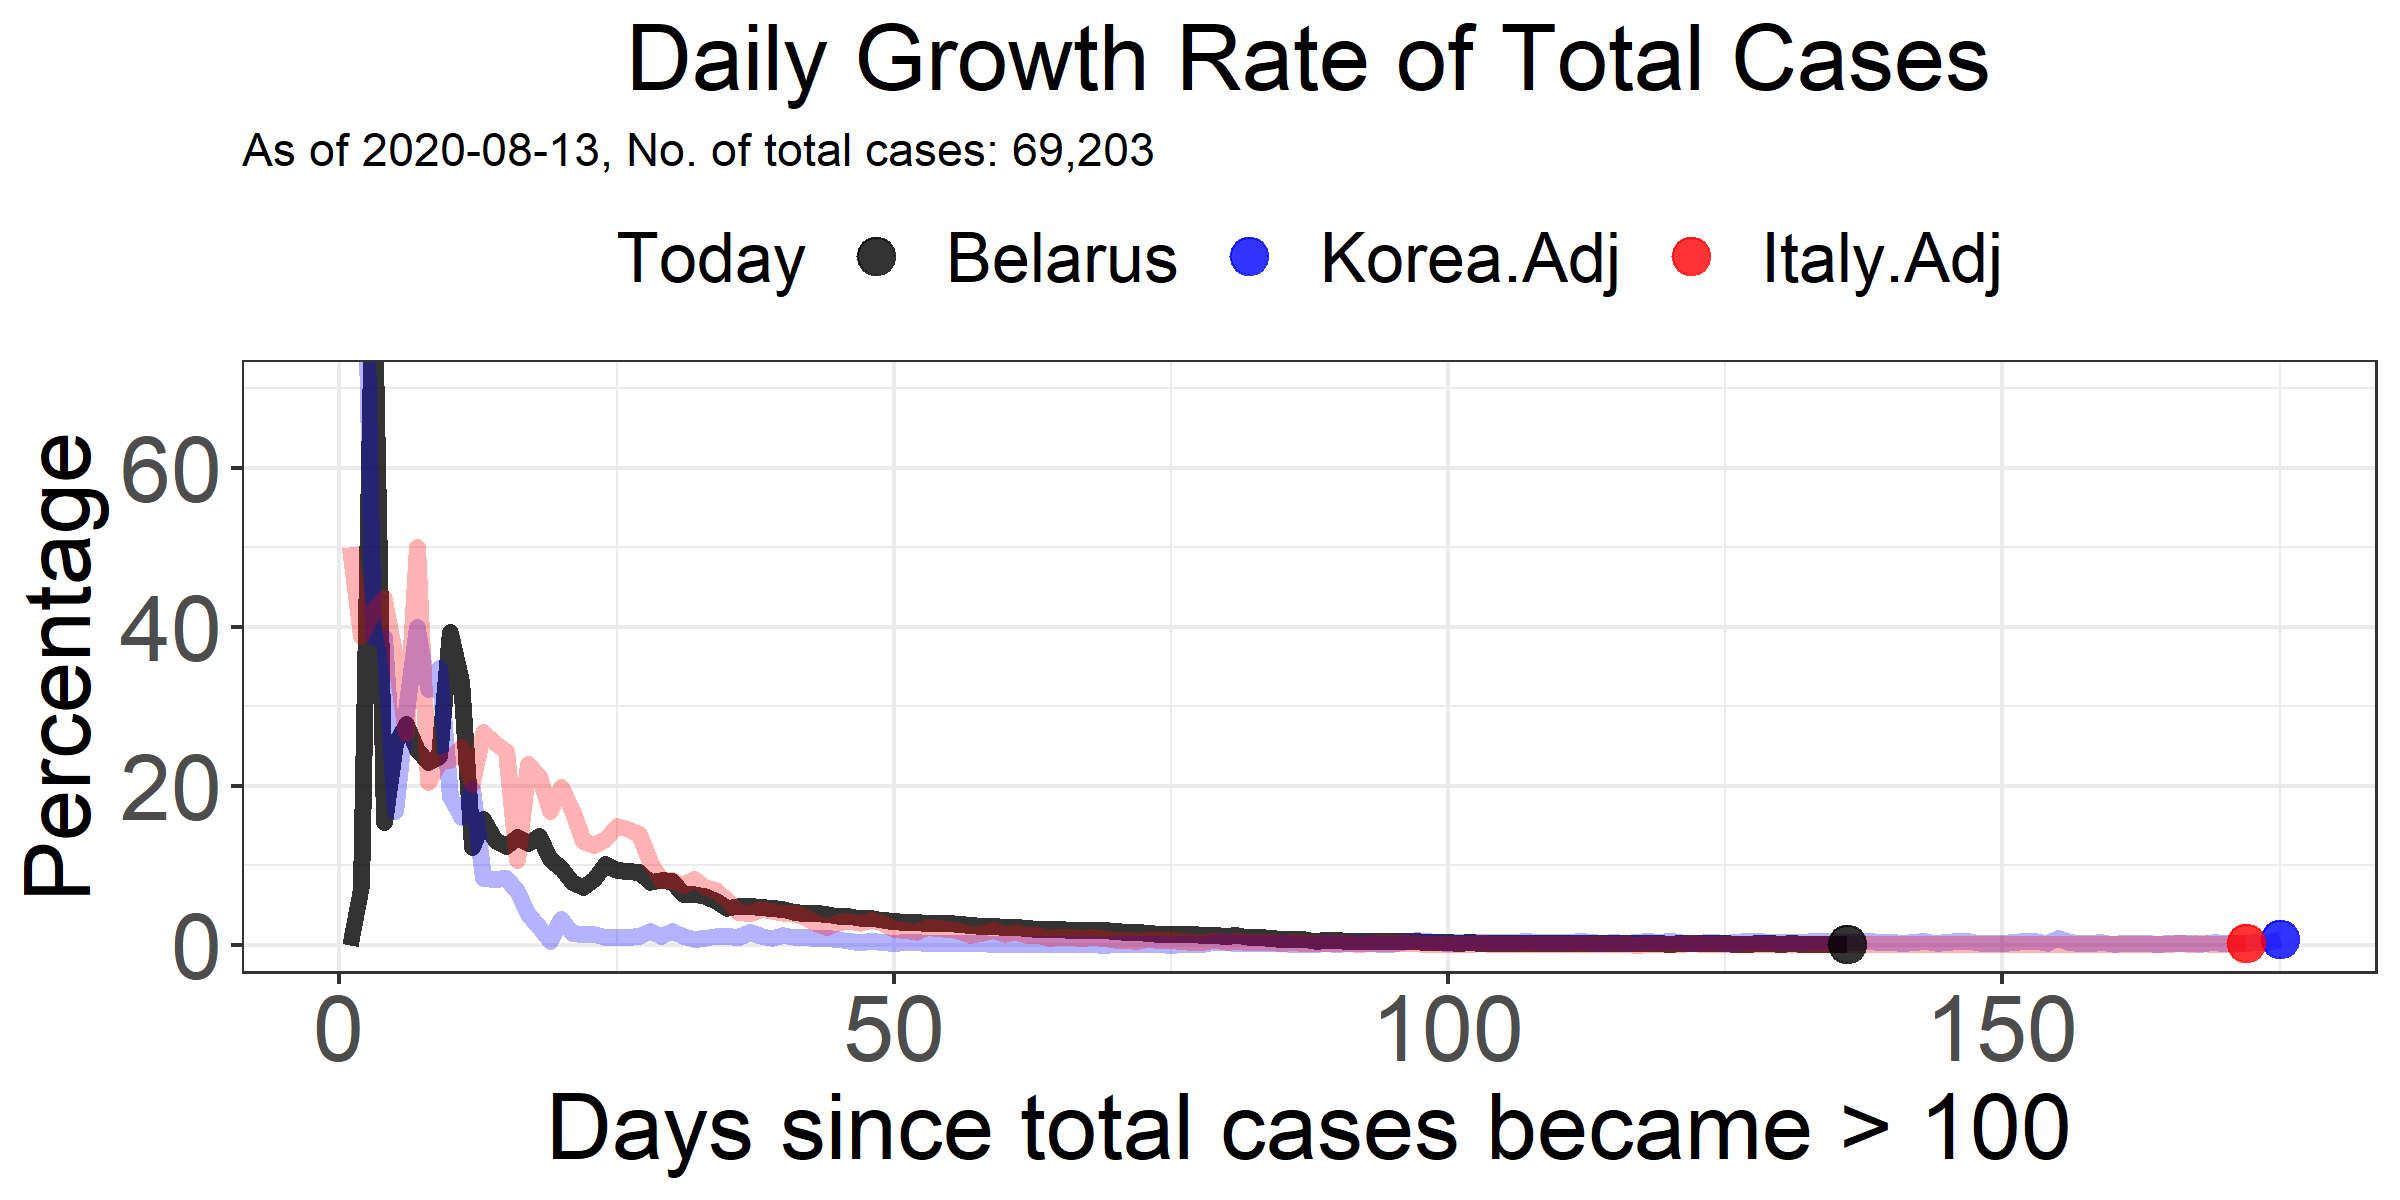 Daily Growth Rate of Total Cases
As of 2020-08-13, No. of total cases: 69,203
Today Belarus Korea.Adj Italy.Adj
Percentage
60
40
20
0
0 50 100 150
Days since total cases became > 100